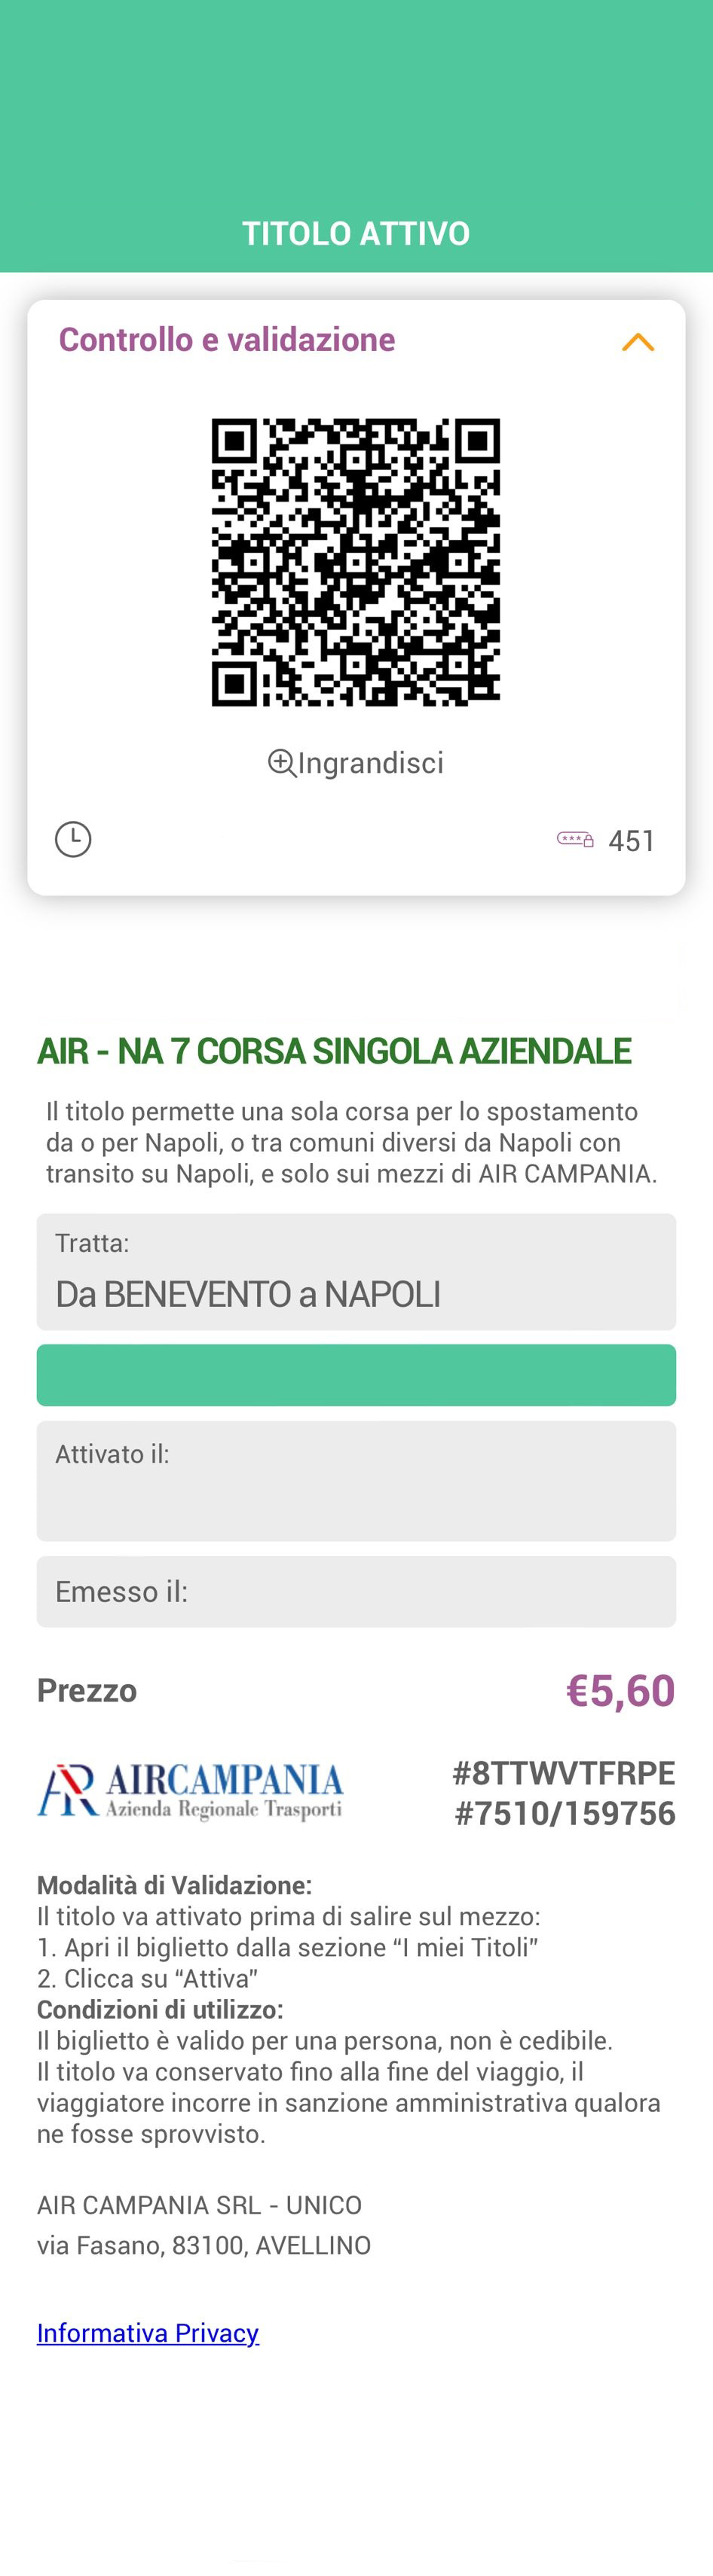 TITOLO ATTIVO
Controllo e validazione
Ingrandisci
*** 451
AIR - NA 7 CORSA SINGOLA AZIENDALE
Il titolo permette una sola corsa per lo spostamento
da o per Napoli, o tra comuni diversi da Napoli con
transito su Napoli, e solo sui mezzi di AIR CAMPANIA.
Tratta:
Da BENEVENTO a NAPOLI
Attivato il:
Emesso il:
Prezzo €5,60
AIR AIRCAMPANIA
Azienda Regionale Trasporti
#8TTWVTFRPE
#7510/159756
Modalità di Validazione:
Il titolo va attivato prima di salire sul mezzo:
1. Apri il biglietto dalla sezione “I miei Titoli”
2. Clicca su “Attiva”
Condizioni di utilizzo:
Il biglietto è valido per una persona, non è cedibile.
Il titolo va conservato fino alla fine del viaggio, il
viaggiatore incorre in sanzione amministrativa qualora
ne fosse sprovvisto.
AIR CAMPANIA SRL - UNICO
via Fasano, 83100, AVELLINO
Informativa Privacy